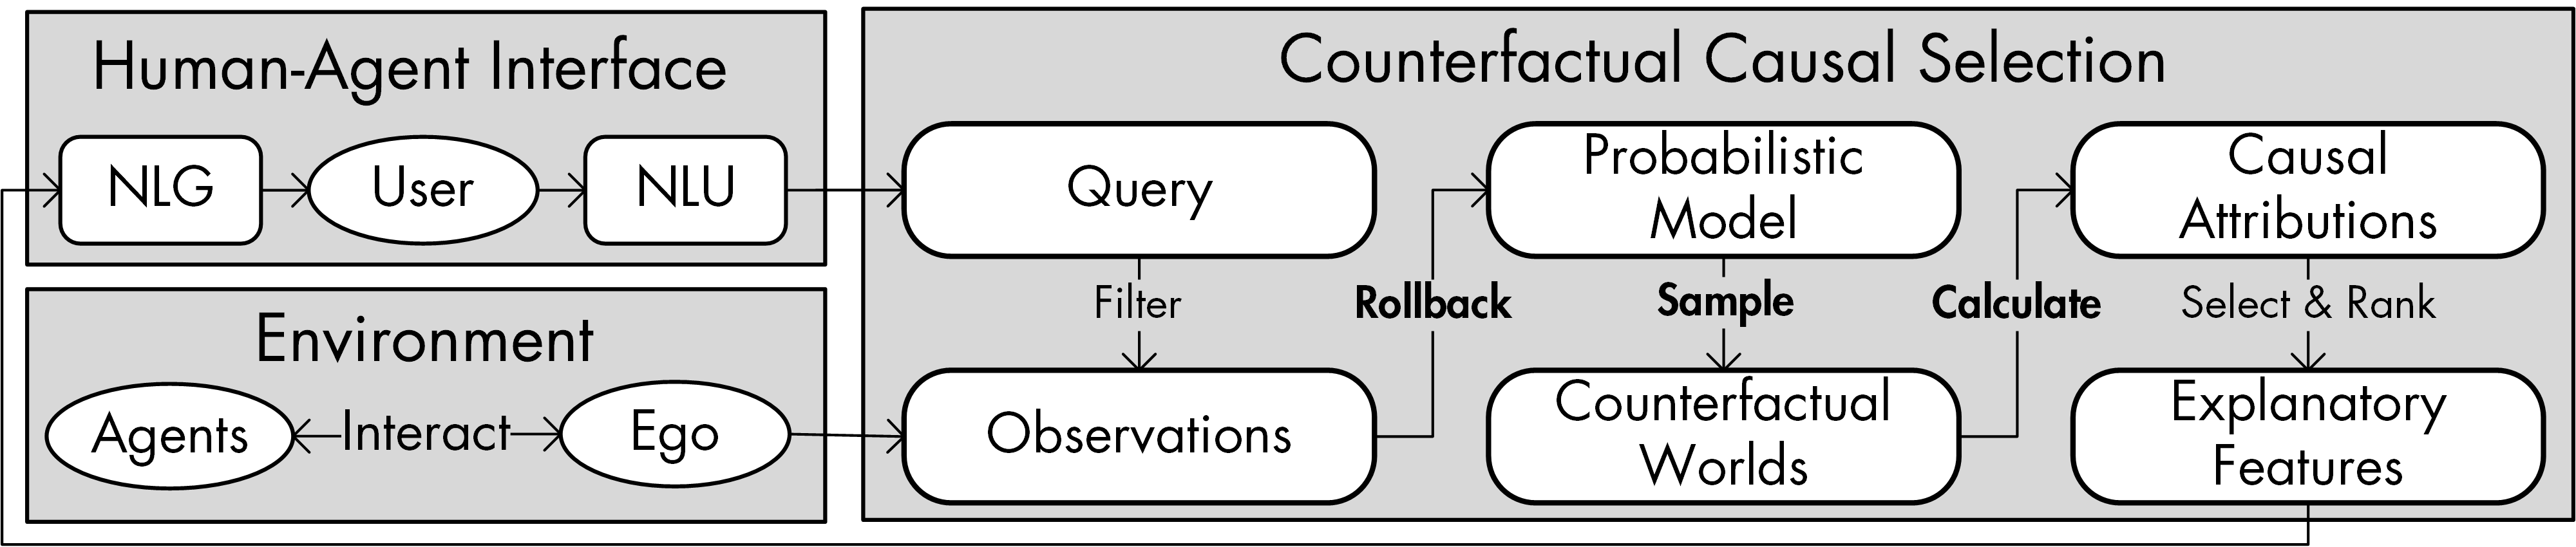 Human-Agent Interface
NLG
User
NLU
Environment
Agents
Interact
Ego
Counterfactual Causal Selection
Query
Filter
Observations
Rollback
Probabilistic
Model
Sample
Counterfactual
Worlds
Calculate
Causal
Attributions
Select & Rank
Explanatory
Features